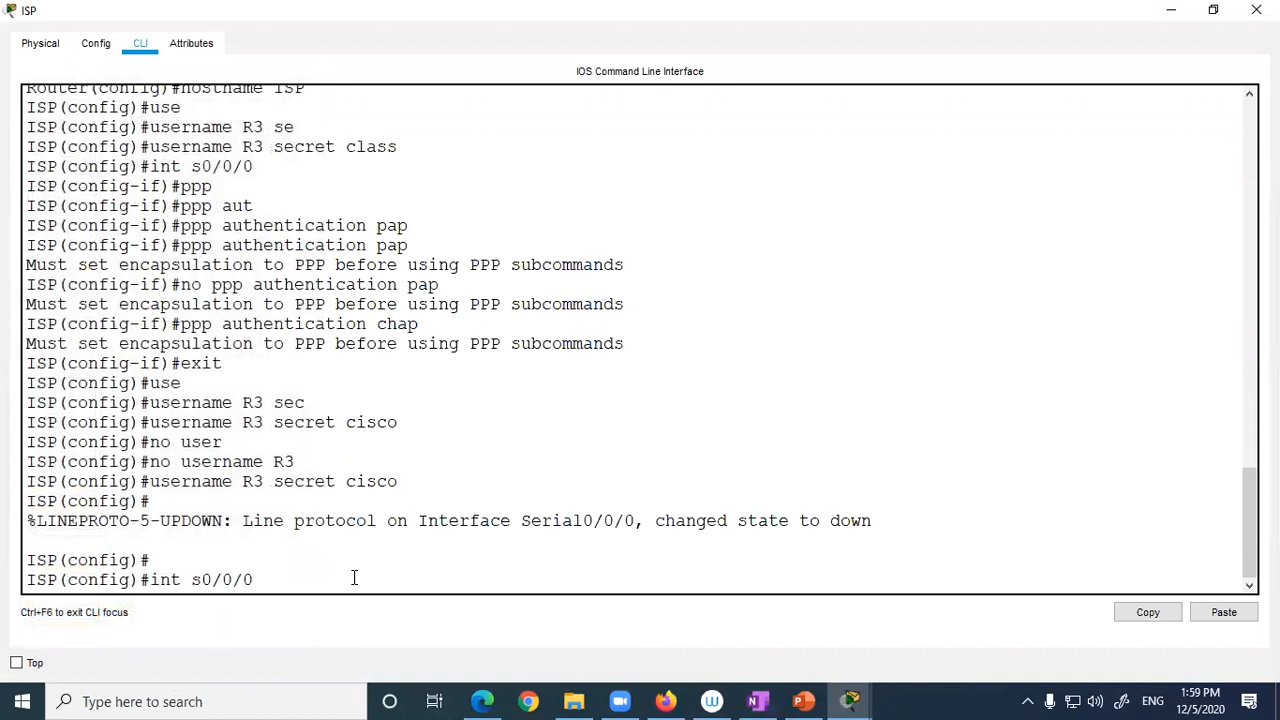 ISP
Physical Config CLI Attributes
IOS Command Line Interface
Router(config)#hostname ISP
ISP(config)#use
ISP(config)#username R3 se
ISP(config)#username R3 secret class
ISP(config)#int s0/0/0
ISP(config-if)#ppp
ISP(config-if)#ppp aut
ISP(config-if)#ppp authentication pap
ISP(config-if)#ppp authentication pap
Must set encapsulation to PPP before using PPP subcommands
ISP(config-if)#no ppp authentication pap
Must set encapsulation to PPP before using PPP subcommands
ISP(config-if)#ppp authentication chap
Must set encapsulation to PPP before using PPP subcommands
ISP(config-if)#exit
ISP(config)#use
ISP(config)#username R3 sec
ISP(config)#username R3 secret cisco
ISP(config)#no user
ISP(config)#no username R3
ISP(config)#username R3 secret cisco
ISP(config)#
%LINEPROTO-5-UPDOWN: Line protocol on Interface Serial0/0/0, changed state to down
ISP(config)#
ISP(config)#int s0/0/0
Ctrl+F6 to exit CLI focus
Copy Paste
Top
Type here to search
ENG
1:59 PM
12/5/2020